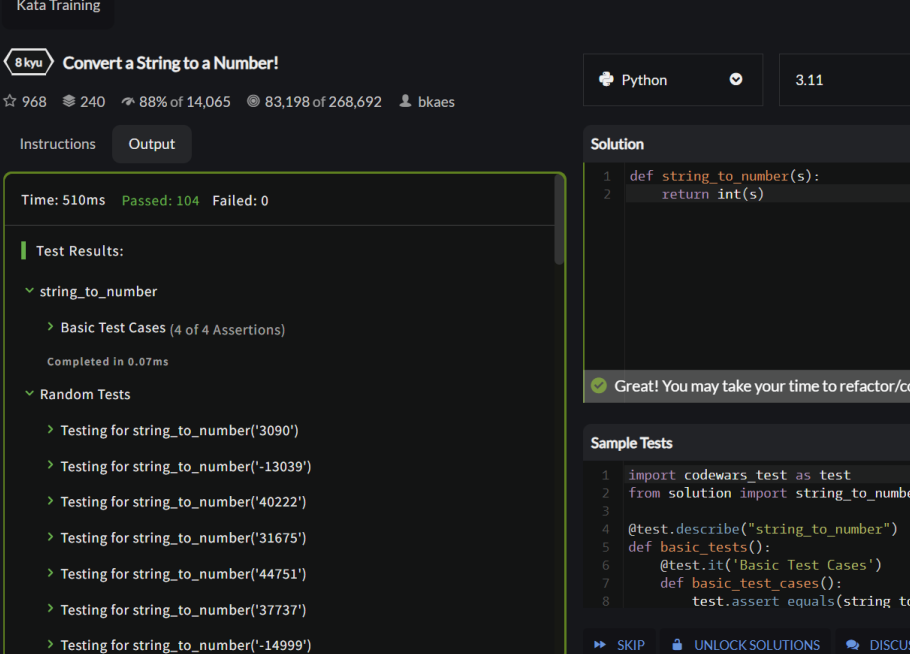 Kata Training
8 kyu Convert a String to a Number!
968 240 88% of 14,065 83,198 of 268,692 bkaes
Instructions Output
Time: 510ms Passed: 104 Failed: 0
Test Results:
string_to_number
Basic Test Cases (4 of 4 Assertions)
Completed in 0.07ms
Random Tests
Testing for string_to_number('3090')
Testing for string_to_number('-13039')
Testing for string_to_number('40222')
Testing for string_to_number('31675')
Testing for string_to_number('44751')
Testing for string_to_number('37737')
Testing for string_to_number('-14999')
Python 3.11
Solution
1 def string_to_number(s):
2 return int(s)
Great! You may take your time to refactor/co
Sample Tests
1 import codewars_test as test
2 from solution import string_to_numbe
3
4 @test.describe("string_to_number")
5 def basic_tests():
6 @test.it('Basic Test Cases')
7 def basic_test_cases():
8 test.assert_equals(string_to
SKIP UNLOCK SOLUTIONS DISCUS